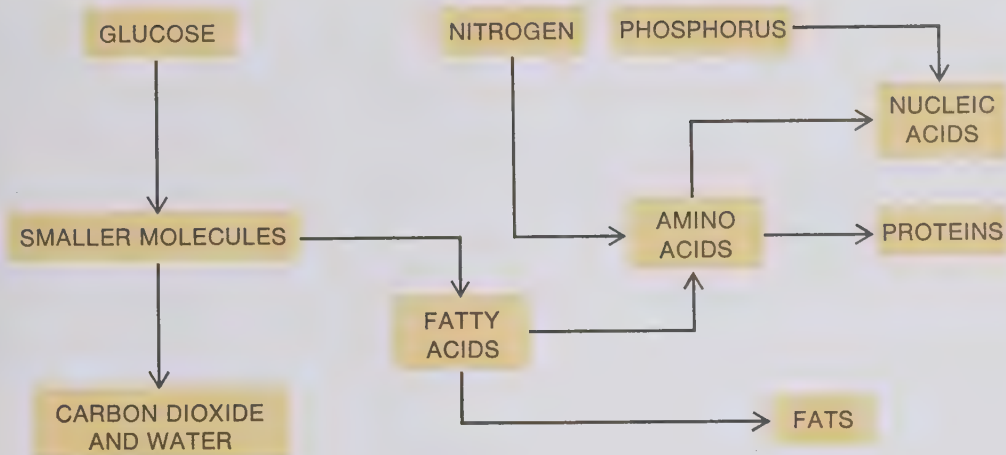 GLUCOSE
NITROGEN
PHOSPHORUS
NUCLEIC
ACIDS
SMALLER MOLECULES
AMINO
ACIDS
PROTEINS
FATTY
ACIDS
CARBON DIOXIDE
AND WATER
FATS